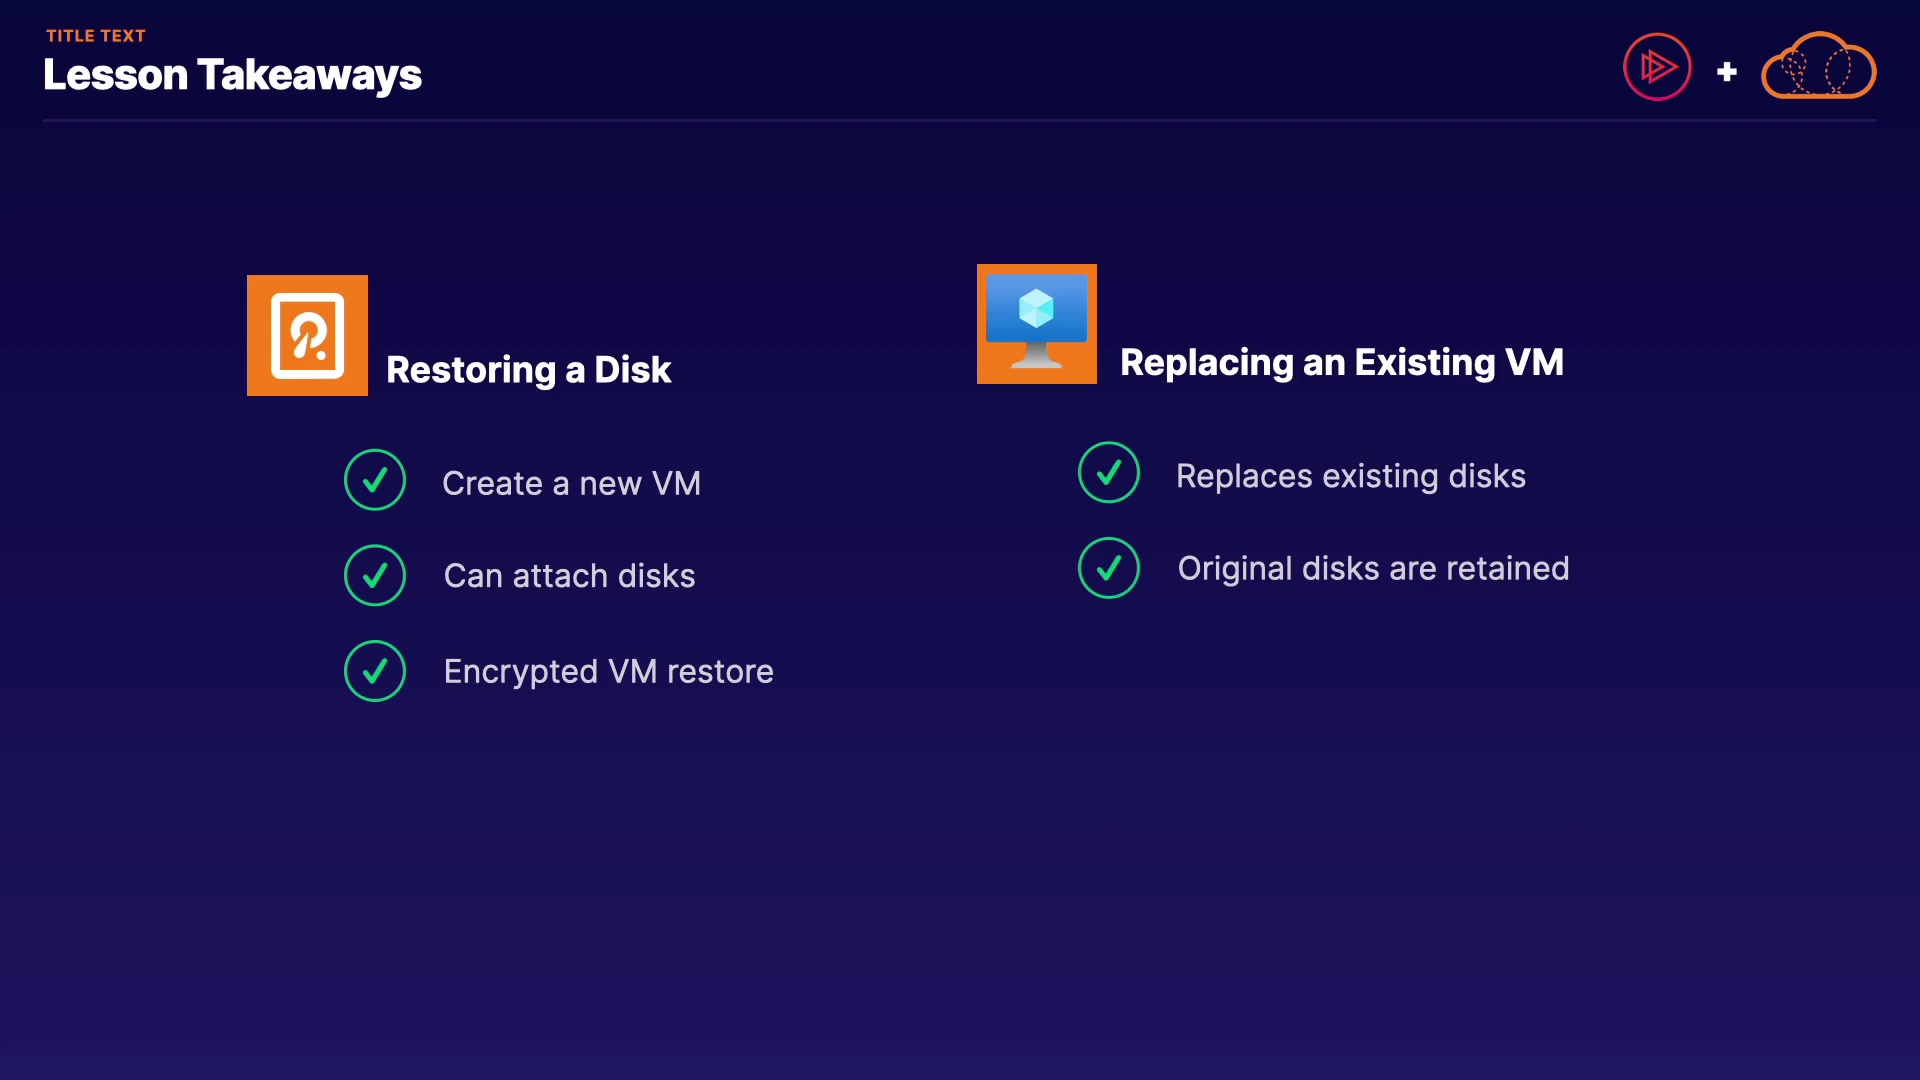 TITLE TEXT
Lesson Takeaways
Restoring a Disk
Create a new VM
Can attach disks
Encrypted VM restore
Replacing an Existing VM
Replaces existing disks
Original disks are retained